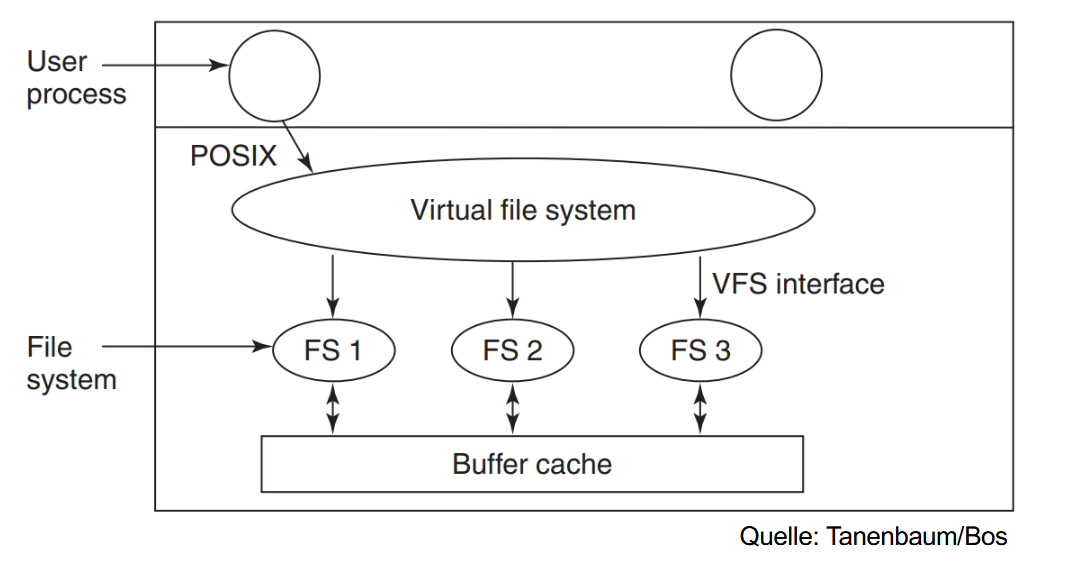 User
process
POSIX
Virtual file system
VFS interface
File
system
FS 1
FS 2
FS 3
Buffer cache
Quelle: Tanenbaum/Bos